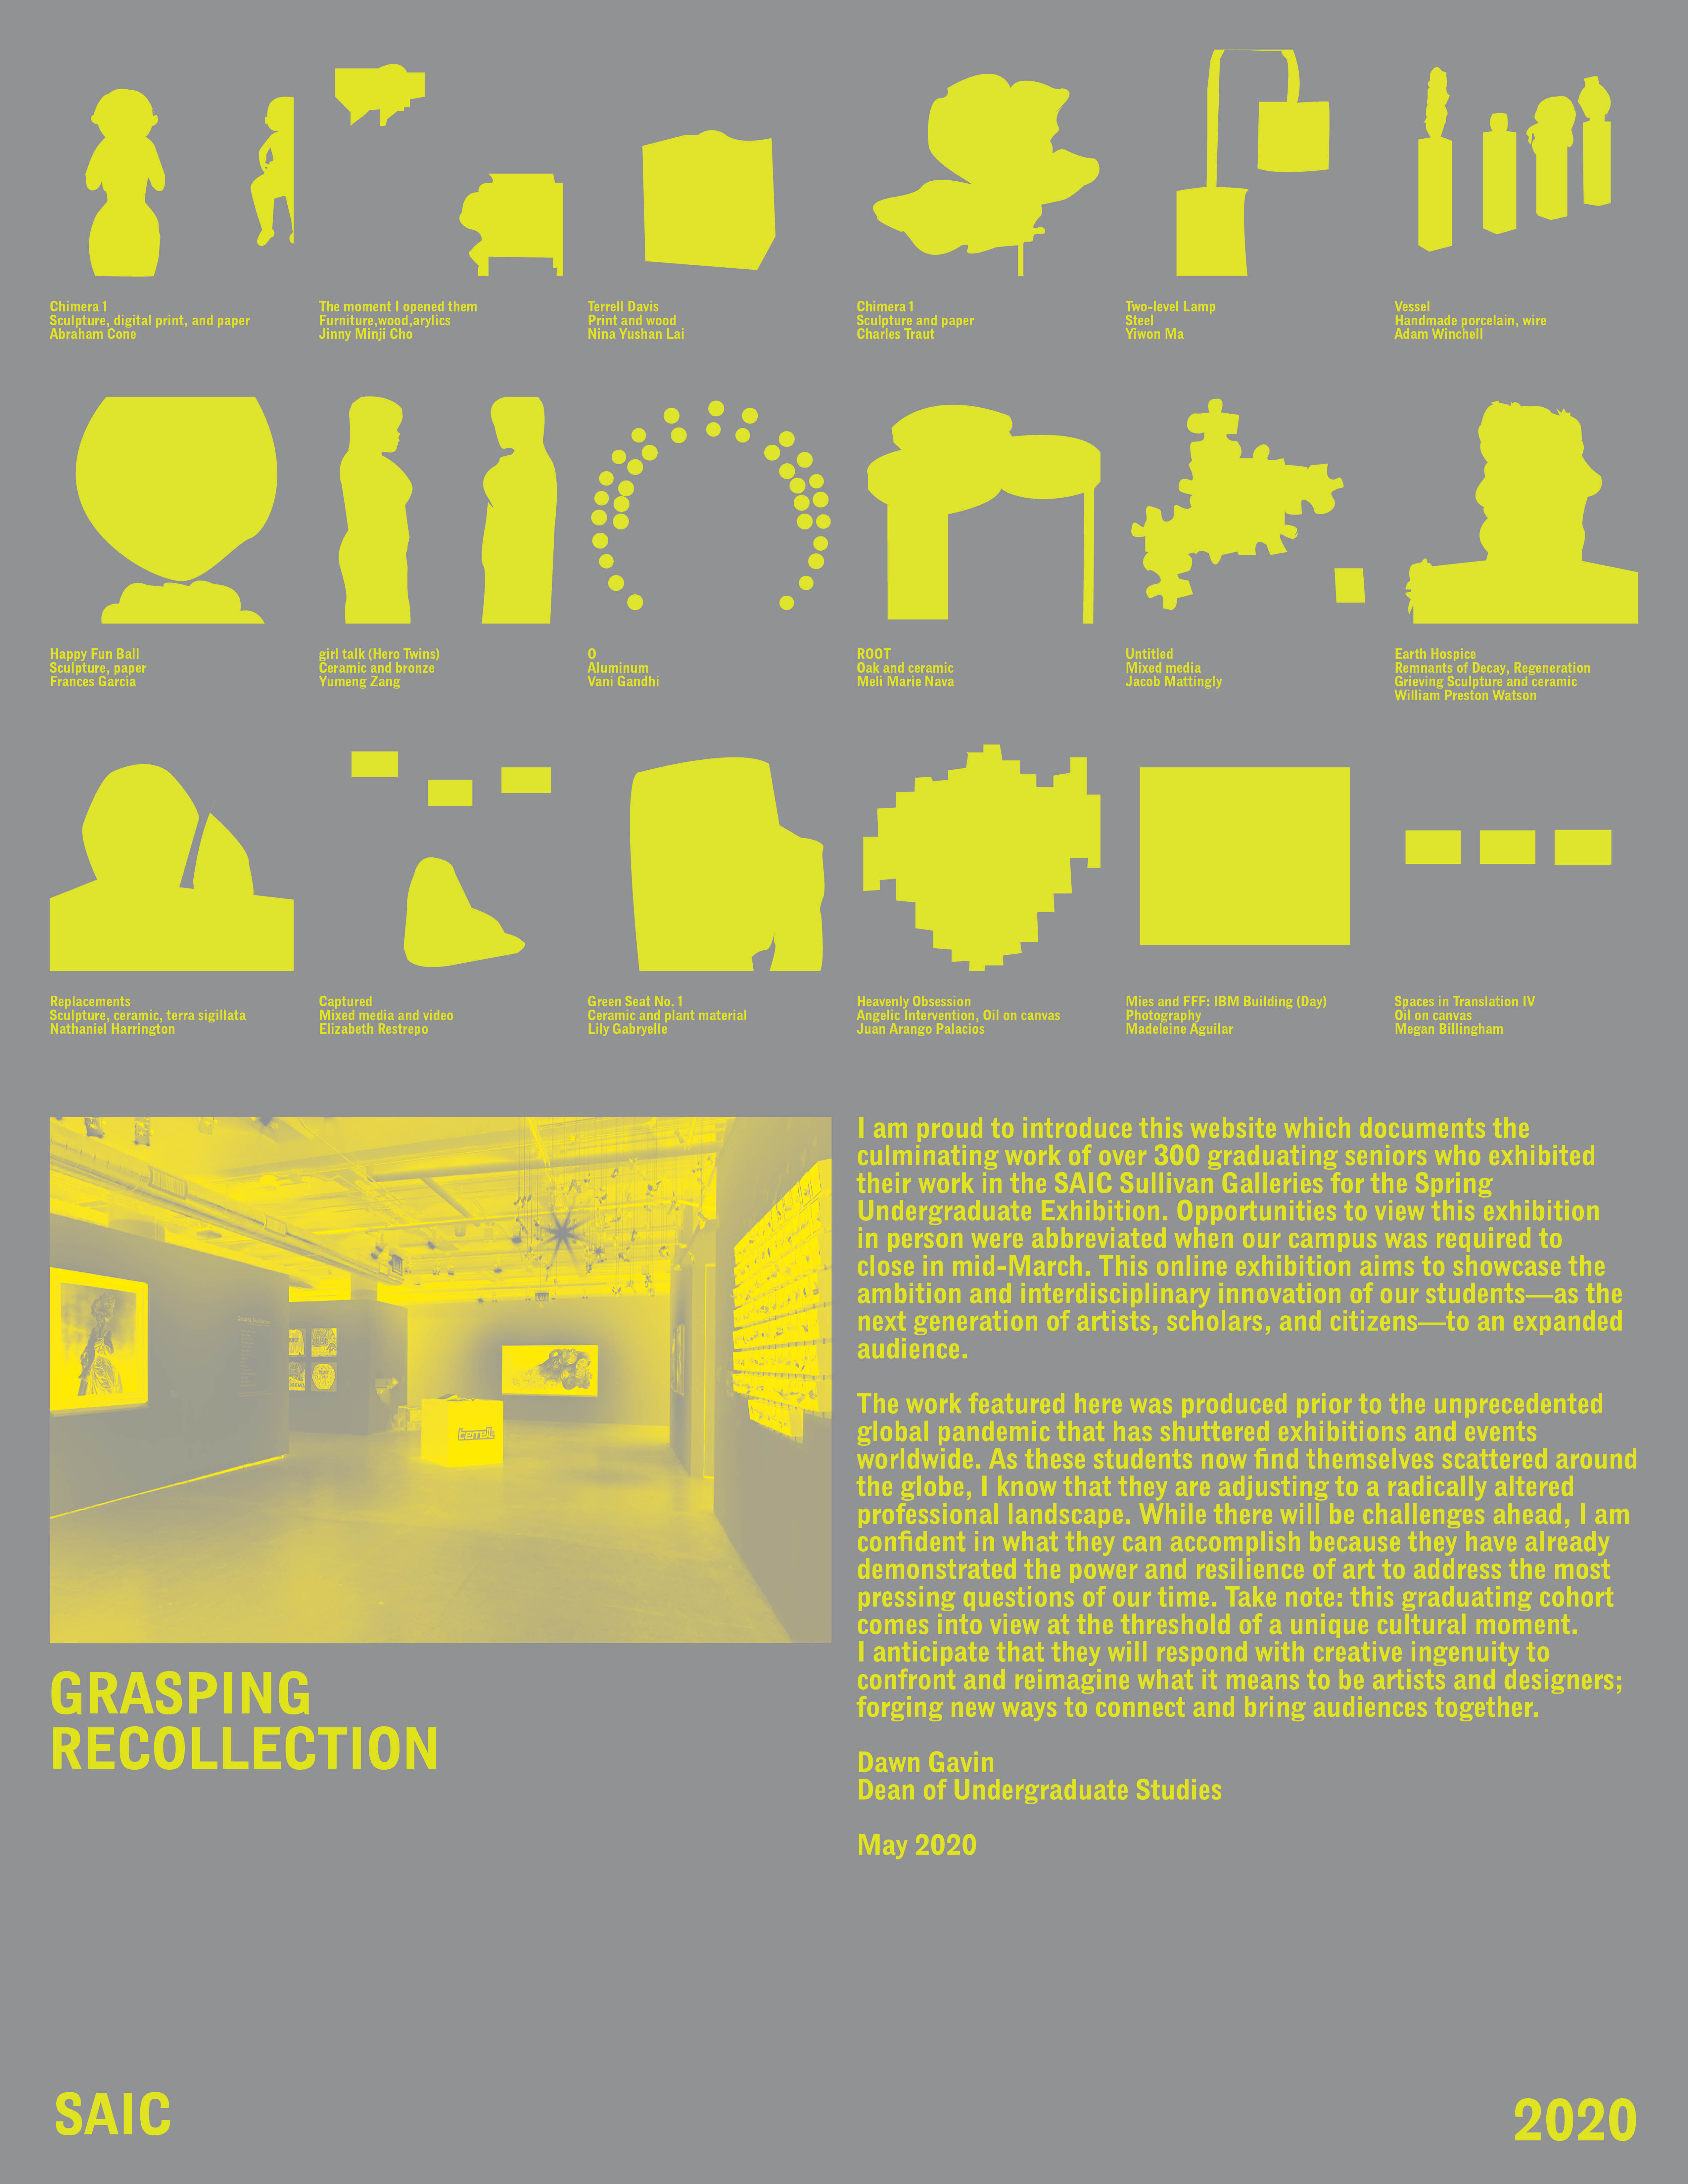 Chimera 1
Sculpture, digital print, and paper
Abraham Cone
The moment I opened them
Furniture,wood,arylics
Jinny Minji Cho
Terrell Davis
Print and wood
Nina Yushan Lai
Chimera 1
Sculpture and paper
Charles Traut
Two-level Lamp
Steel
Yiwon Ma
Vessel
Handmade porcelain, wire
Adam Winchell
Happy Fun Ball
Sculpture, paper
Frances Garcia
girl talk (Hero Twins)
Ceramic and bronze
Yumeng Zang
O
Aluminum
Vani Gandhi
ROOT
Oak and ceramic
Meli Marie Nava
Untitled
Mixed media
Jacob Mattingly
Earth Hospice
Remnants of Decay, Regeneration
Grieving Sculpture and ceramic
William Preston Watson
Replacements
Sculpture, ceramic, terra sigillata
Nathaniel Harrington
Captured
Mixed media and video
Elizabeth Restrepo
Green Seat No. 1
Ceramic and plant material
Lily Gabryelle
Heavenly Obsession
Angelic Intervention, Oil on canvas
Juan Arango Palacios
Mies and FFF: IBM Building (Day)
Photography
Madeleine Aguilar
Spaces in Translation IV
Oil on canvas
Megan Billingham
terrell
GRASPING
RECOLLECTION
I am proud to introduce this website which documents the
culminating work of over 300 graduating seniors who exhibited
their work in the SAIC Sullivan Galleries for the Spring
Undergraduate Exhibition. Opportunities to view this exhibition
in person were abbreviated when our campus was required to
close in mid-March. This online exhibition aims to showcase the
ambition and interdisciplinary innovation of our students—as the
next generation of artists, scholars, and citizens—to an expanded
audience.
The work featured here was produced prior to the unprecedented
global pandemic that has shuttered exhibitions and events
worldwide. As these students now find themselves scattered around
the globe, I know that they are adjusting to a radically altered
professional landscape. While there will be challenges ahead, I am
confident in what they can accomplish because they have already
demonstrated the power and resilience of art to address the most
pressing questions of our time. Take note: this graduating cohort
comes into view at the threshold of a unique cultural moment.
I anticipate that they will respond with creative ingenuity to
confront and reimagine what it means to be artists and designers;
forging new ways to connect and bring audiences together.
Dawn Gavin
Dean of Undergraduate Studies
May 2020
SAIC
2020